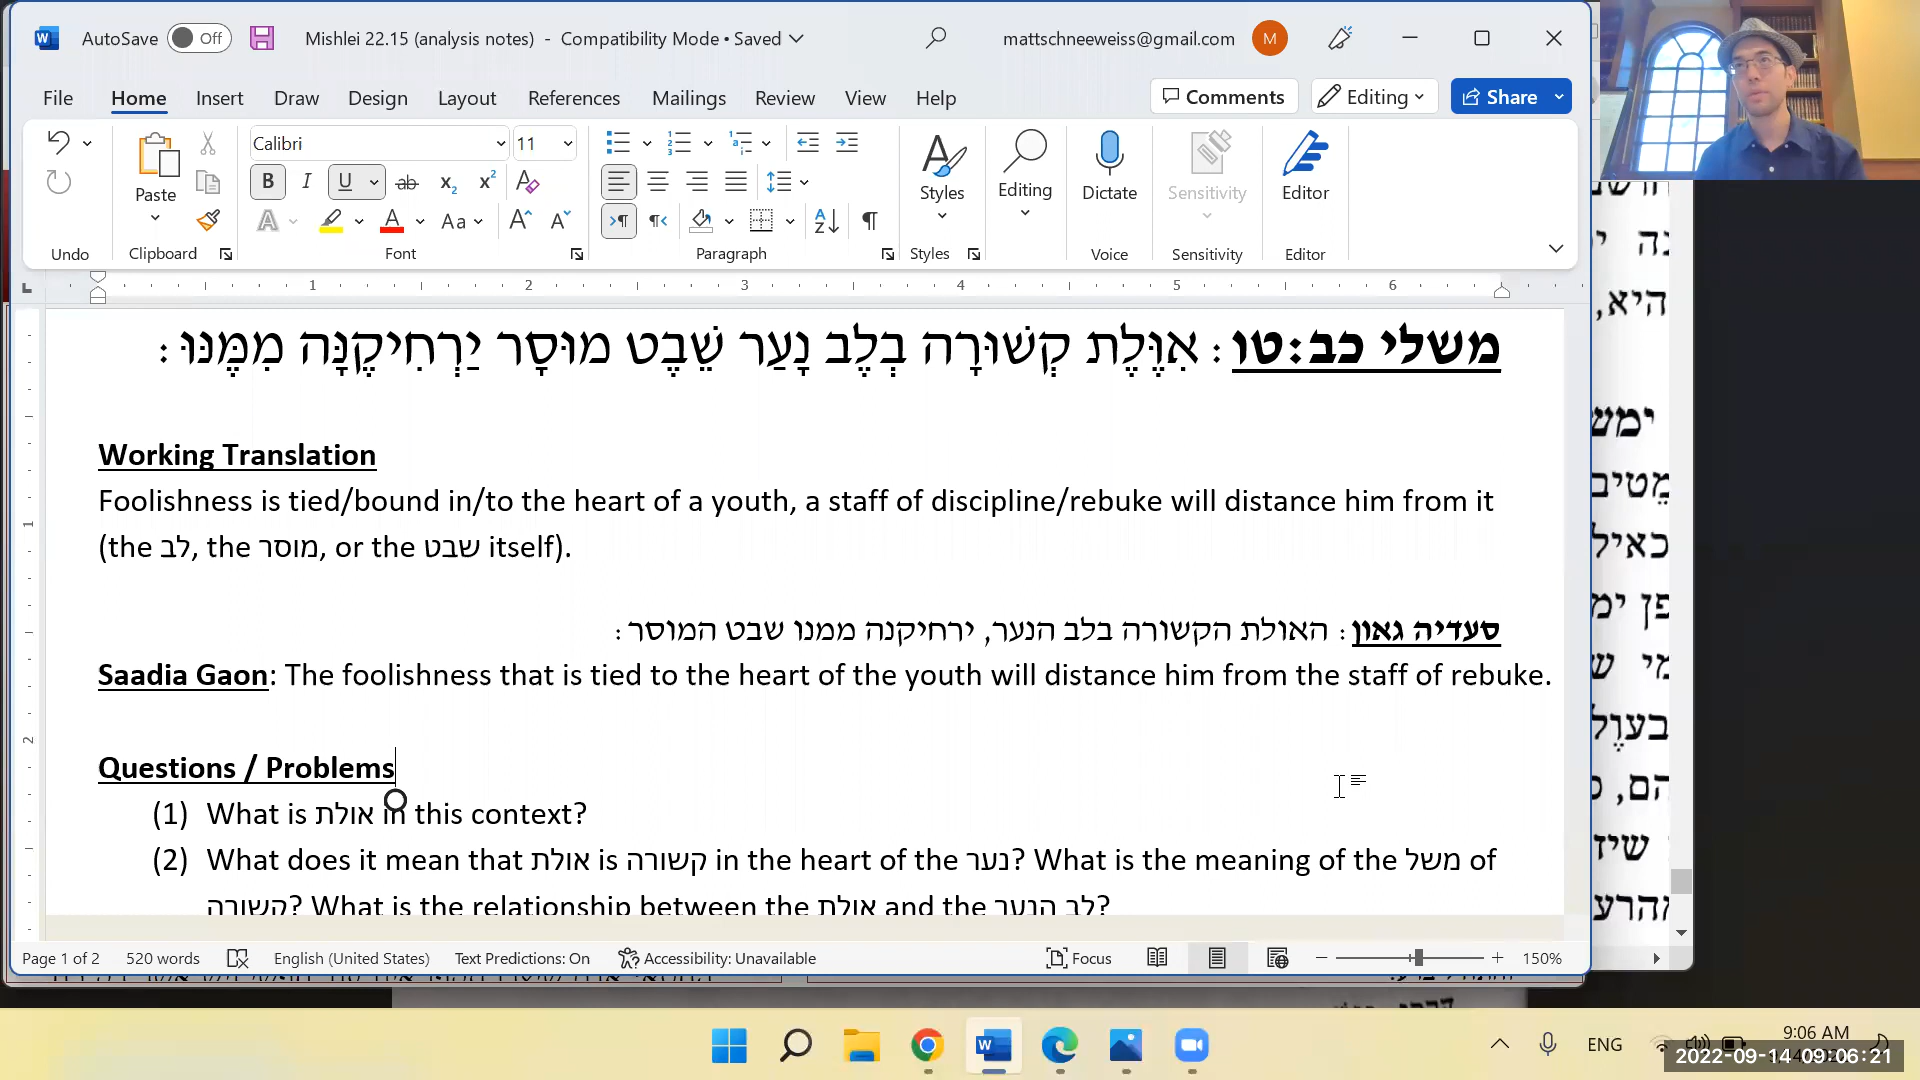 AutoSave Off Mishlei 22.15 (analysis notes) - Compatibility Mode • Saved mattschneeweiss@gmail.com M
File Home Insert Draw Design Layout References Mailings Review View Help Comments Editing Share
Calibri 11
Paste Styles Editing Dictate Sensitivity Editor
Undo Clipboard Font Paragraph Styles Voice Sensitivity Editor
1 2 3 4 5 6
משלי כב:טו: אִוֶּלֶת קְשׁוּרָה בְלֶב נָעַר שֵׁבֶט מוּסָר יַרְחִיקֶנָּה מִמֶּנּוּ:
Working Translation
Foolishness is tied/bound in/to the heart of a youth, a staff of discipline/rebuke will distance him from it
(the לב, the מוסר, or the שבט itself).
סעדיה גאון: האולת הקשורה בלב הנער, ירחיקנה ממנו שבט המוסר:
Saadia Gaon: The foolishness that is tied to the heart of the youth will distance him from the staff of rebuke.
Questions / Problems
(1) What is אולת in this context?
(2) What does it mean that אולת is קשורה in the heart of the נער? What is the meaning of the משל of
קשורה? What is the relationship between the אולת and the לב הנער?
Page 1 of 2 520 words English (United States) Text Predictions: On Accessibility: Unavailable Focus 150%
ENG 9:06 AM
2022-09-14 09:06:21